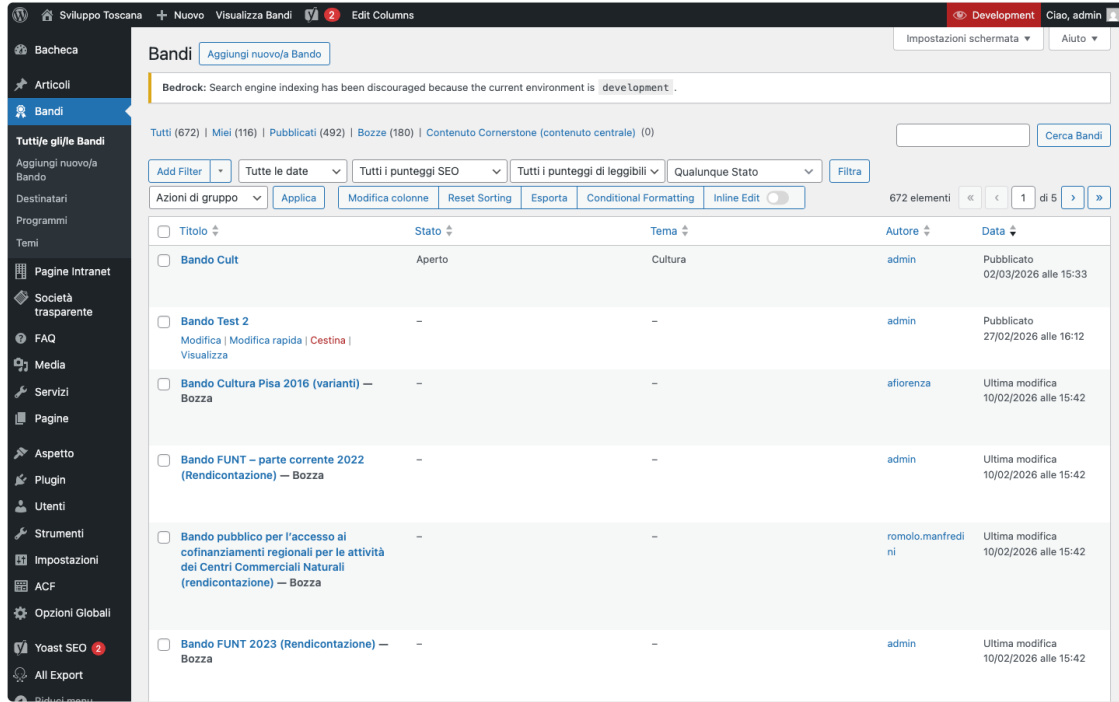 Sviluppo Toscana + Nuovo Visualizza Bandi 2 Edit Columns Development Ciao, admin
Bacheca
Articoli
Bandi
Tutti/e gli/le Bandi
Aggiungi nuovo/a
Bando
Destinatari
Programmi
Temi
Pagine Intranet
Società
trasparente
FAQ
Media
Servizi
Pagine
Aspetto
Plugin
Utenti
Strumenti
Impostazioni
ACF
Opzioni Globali
Yoast SEO 2
All Export
Riduci menu
Impostazioni schermata ▼ Aiuto ▼
Bandi Aggiungi nuovo/a Bando
Bedrock: Search engine indexing has been discouraged because the current environment is development .
Tutti (672) | Miei (116) | Pubblicati (492) | Bozze (180) | Contenuto Cornerstone (contenuto centrale) (0)
Cerca Bandi
Add Filter Tutte le date Tutti i punteggi SEO Tutti i punteggi di leggibili Qualunque Stato Filtra
Azioni di gruppo Applica Modifica colonne Reset Sorting Esporta Conditional Formatting Inline Edit 672 elementi « ‹ 1 di 5 › »
Titolo Stato Tema Autore Data
Bando Cult Aperto Cultura admin Pubblicato
02/03/2026 alle 15:33
Bando Test 2 – – admin Pubblicato
27/02/2026 alle 16:12
Modifica | Modifica rapida | Cestina |
Visualizza
Bando Cultura Pisa 2016 (varianti) — – – afiorenza Ultima modifica
Bozza 10/02/2026 alle 15:42
Bando FUNT – parte corrente 2022 – – admin Ultima modifica
(Rendicontazione) — Bozza 10/02/2026 alle 15:42
Bando pubblico per l'accesso ai – – romolo.manfredi Ultima modifica
cofinanziamenti regionali per le attività ni 10/02/2026 alle 15:42
dei Centri Commerciali Naturali
(rendicontazione) — Bozza
Bando FUNT 2023 (Rendicontazione) — – – admin Ultima modifica
Bozza 10/02/2026 alle 15:42